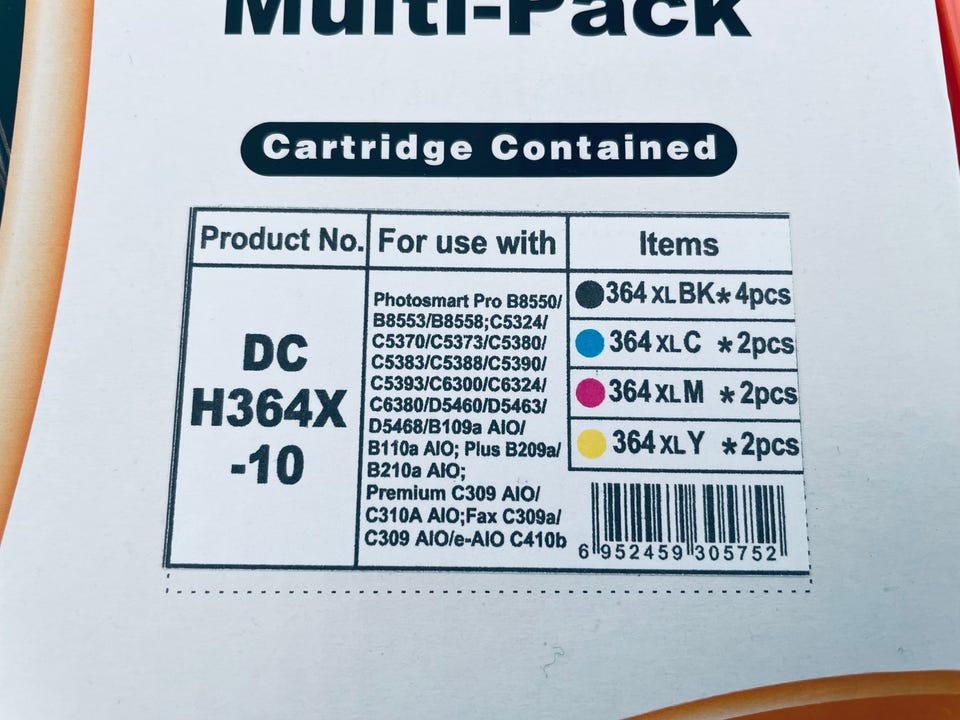 Multi-Pack
Cartridge Contained
Product No. For use with Items
DC
H364X
-10
Photosmart Pro B8550/
B8553/B8558;C5324/
C5370/C5373/C5380/
C5383/C5388/C5390/
C5393/C6300/C6324/
C6380/D5460/D5463/
D5468/B109a AIO/
B110a AIO; Plus B209a/
B210a AIO;
Premium C309 AIO/
C310A AIO;Fax C309a/
C309 AIO/e-AIO C410b
364 XL BK*4pcs
364 XL C *2pcs
364 XL M *2pcs
364 XL Y *2pcs
6 952459 305752